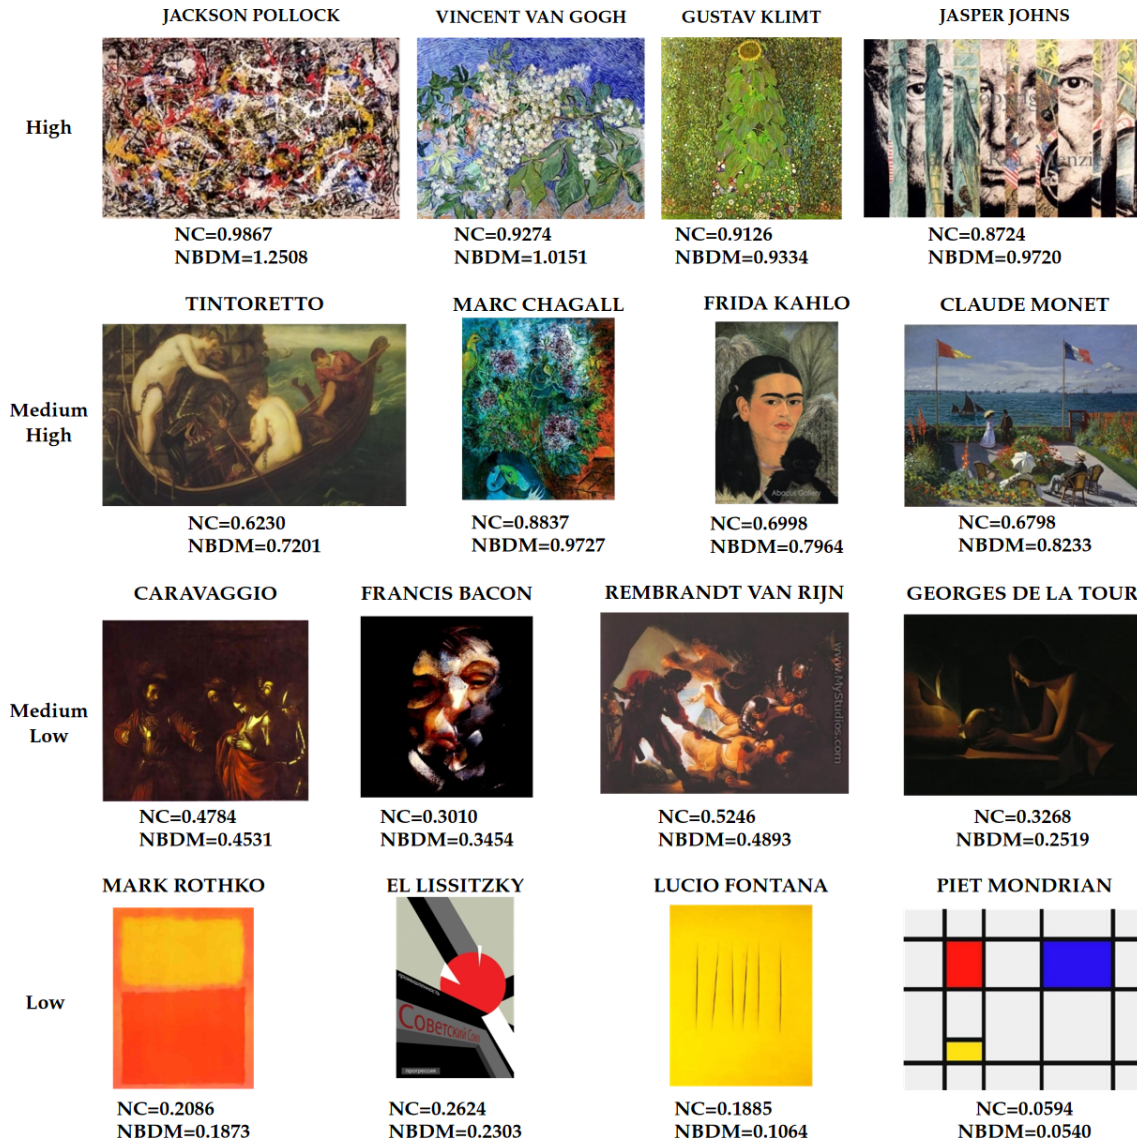 JACKSON POLLOCK
VINCENT VAN GOGH
GUSTAV KLIMT
JASPER JOHNS
High
NC=0.9867
NBDM=1.2508
NC=0.9274
NBDM=1.0151
NC=0.9126
NBDM=0.9334
NC=0.8724
NBDM=0.9720
TINTORETTO
MARC CHAGALL
FRIDA KAHLO
CLAUDE MONET
Medium
High
Abacus Gallery
NC=0.6230
NBDM=0.7201
NC=0.8837
NBDM=0.9727
NC=0.6998
NBDM=0.7964
NC=0.6798
NBDM=0.8233
CARAVAGGIO
FRANCIS BACON
REMBRANDT VAN RIJN
GEORGES DE LA TOUR
Medium
Low
www.MyStudios.com
NC=0.4784
NBDM=0.4531
NC=0.3010
NBDM=0.3454
NC=0.5246
NBDM=0.4893
NC=0.3268
NBDM=0.2519
MARK ROTHKO
EL LISSITZKY
LUCIO FONTANA
PIET MONDRIAN
Low
промышленность
Советский Союз
прогрессия
NC=0.2086
NBDM=0.1873
NC=0.2624
NBDM=0.2303
NC=0.1885
NBDM=0.1064
NC=0.0594
NBDM=0.0540